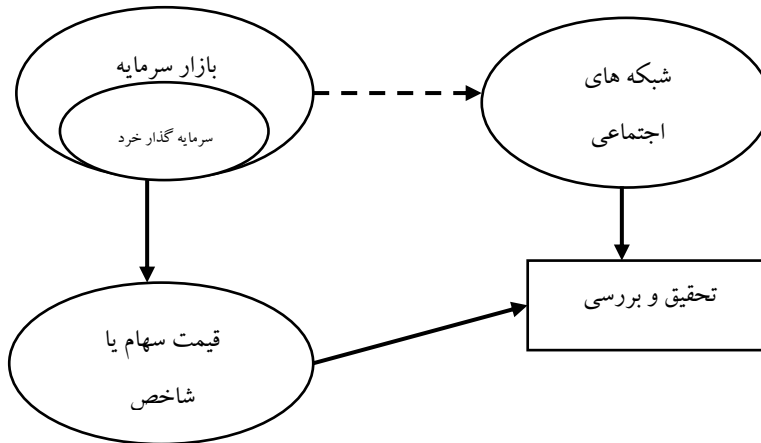 بازار سرمایه
سرمایه گذار خرد
شبکه های
اجتماعی
تحقیق و بررسی
قیمت سهام یا
شاخص